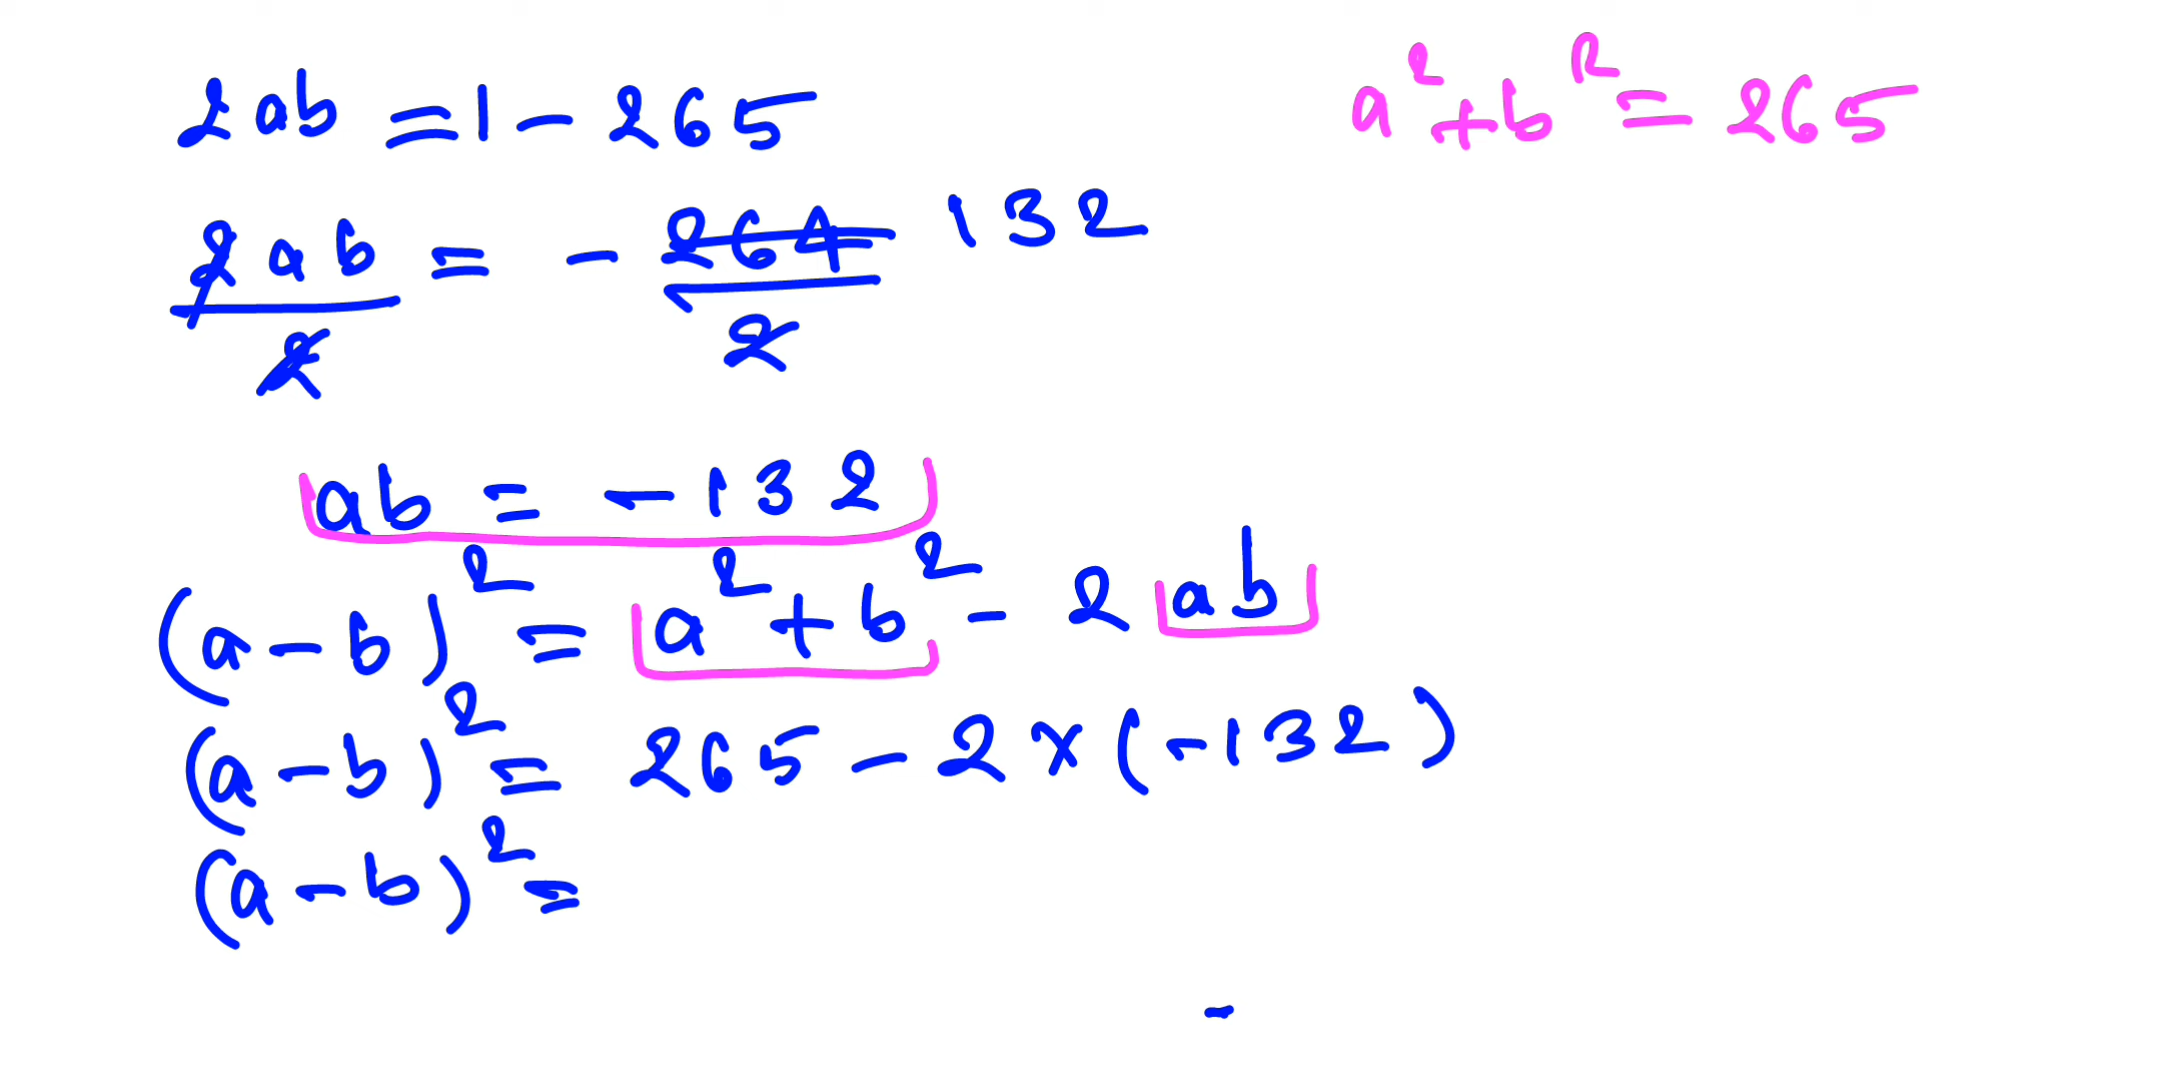 2ab = 1 - 265
a² + b² = 265
2ab/2 = - 264/2 132
ab = - 132
(a - b)² = a² + b² - 2ab
(a - b)² = 265 - 2 × (-132)
(a - b)² =
-